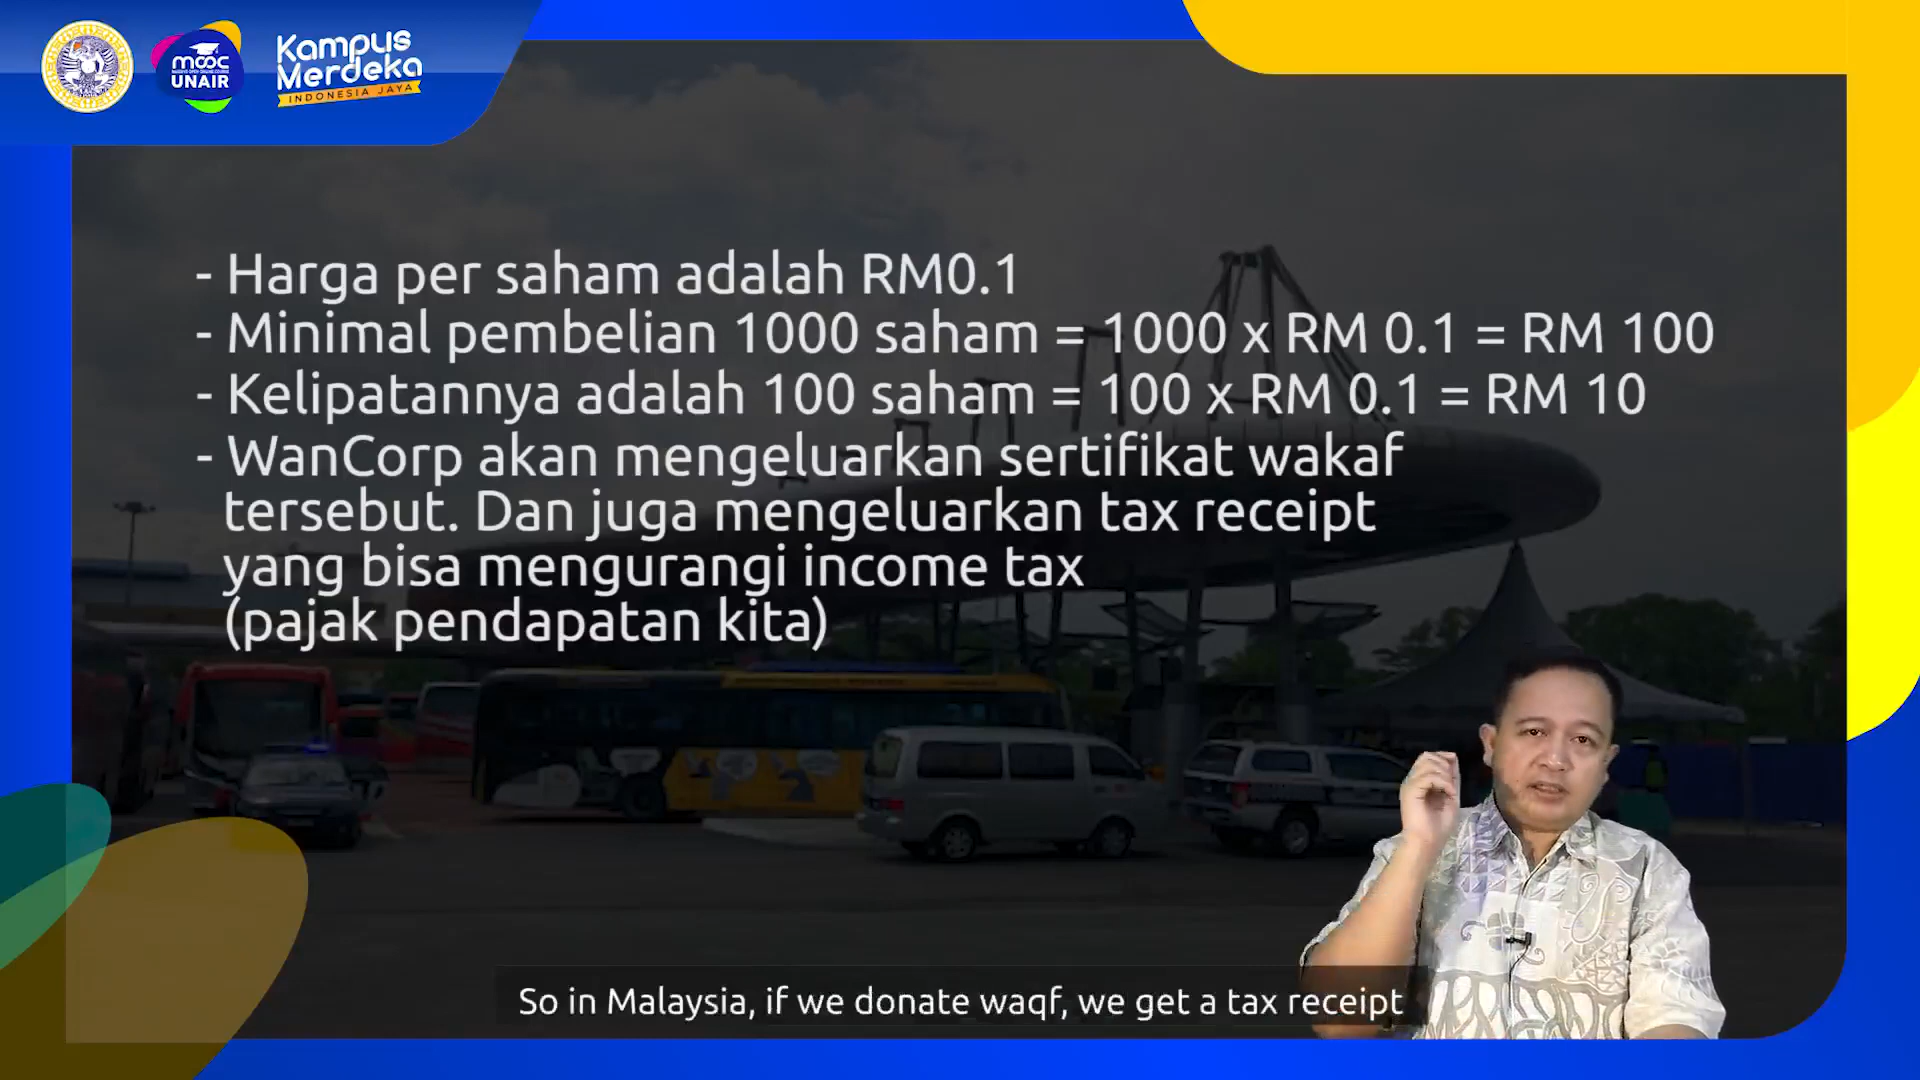 mooc
UNAIR
Kampus
Merdeka
INDONESIA JAYA
- Harga per saham adalah RM0.1
- Minimal pembelian 1000 saham = 1000 x RM 0.1 = RM 100
- Kelipatannya adalah 100 saham = 100 x RM 0.1 = RM 10
- WanCorp akan mengeluarkan sertifikat wakaf
tersebut. Dan juga mengeluarkan tax receipt
yang bisa mengurangi income tax
(pajak pendapatan kita)
So in Malaysia, if we donate waqf, we get a tax receipt